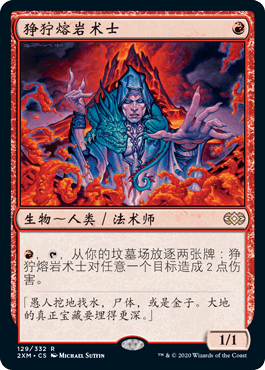 狰狞熔岩术士
生物～人类／法术师
，，从你的坟墓场放逐两张牌：狰
狞熔岩术士对任意一个目标造成2点伤
害。
「愚人挖地找水，尸体，或是金子。大地
的真正宝藏要埋得更深。」
1/1
129/332 R
2XM • CS MICHAEL SUTFIN
™ & © 2020 Wizards of the Coast